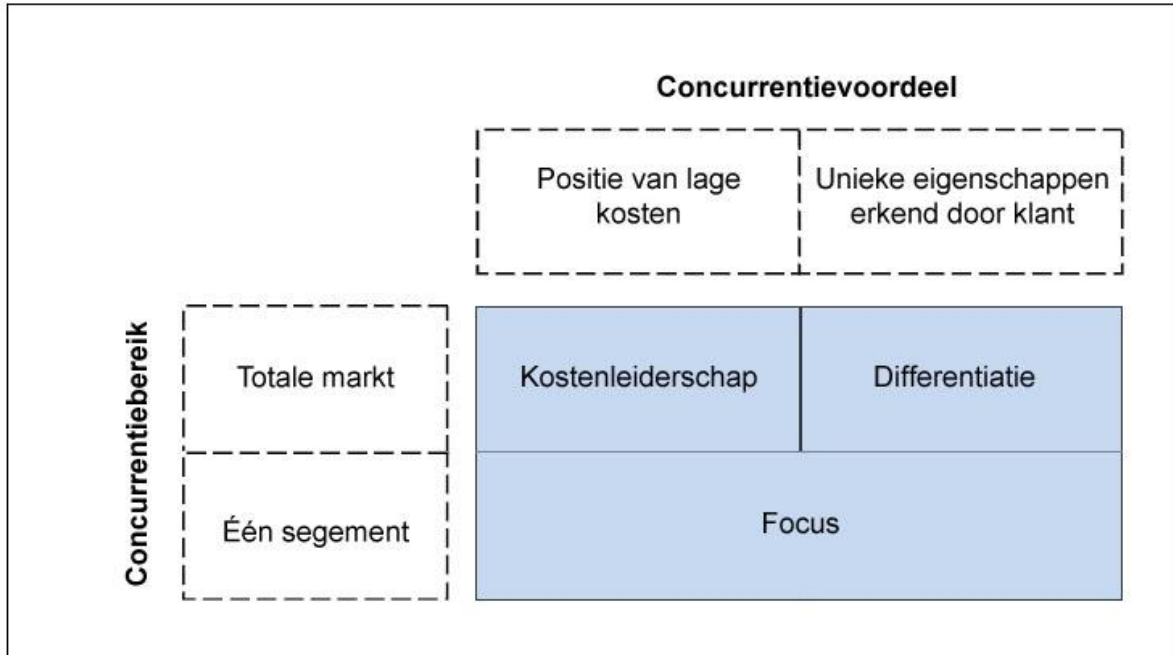 Concurrentievoordeel
Positie van lage
kosten
Unieke eigenschappen
erkend door klant
Concurrentiebereik
Totale markt
Kostenleiderschap
Differentiatie
Één segement
Focus